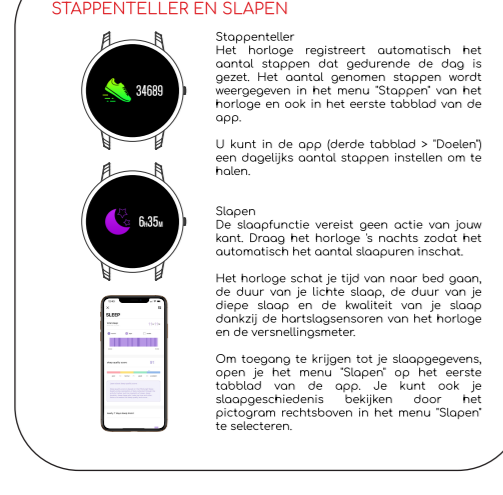 STAPPENTELLER EN SLAPEN
Stappenteller
Het horloge registreert automatisch het
aantal stappen dat gedurende de dag is
gezet. Het aantal genomen stappen wordt
weergegeven in het menu "Stappen" van het
horloge en ook in het eerste tabblad van de
app.
34689
U kunt in de app (derde tabblad > "Doelen")
een dagelijks aantal stappen instellen om te
halen.
Slapen
De slaapfunctie vereist geen actie van jouw
kant. Draag het horloge 's nachts zodat het
automatisch het aantal slaapuren inschat.
6H35M
Het horloge schat je tijd van naar bed gaan,
de duur van je lichte slaap, de duur van je
diepe slaap en de kwaliteit van je slaap
dankzij de hartslagsensoren van het horloge
en de versnellingsmeter.
SLEEP
Om toegang te krijgen tot je slaapgegevens,
open je het menu "Slapen" op het eerste
tabblad van de app. Je kunt ook je
slaapgeschiedenis bekijken door het
pictogram rechtsboven in het menu "Slapen"
te selecteren.